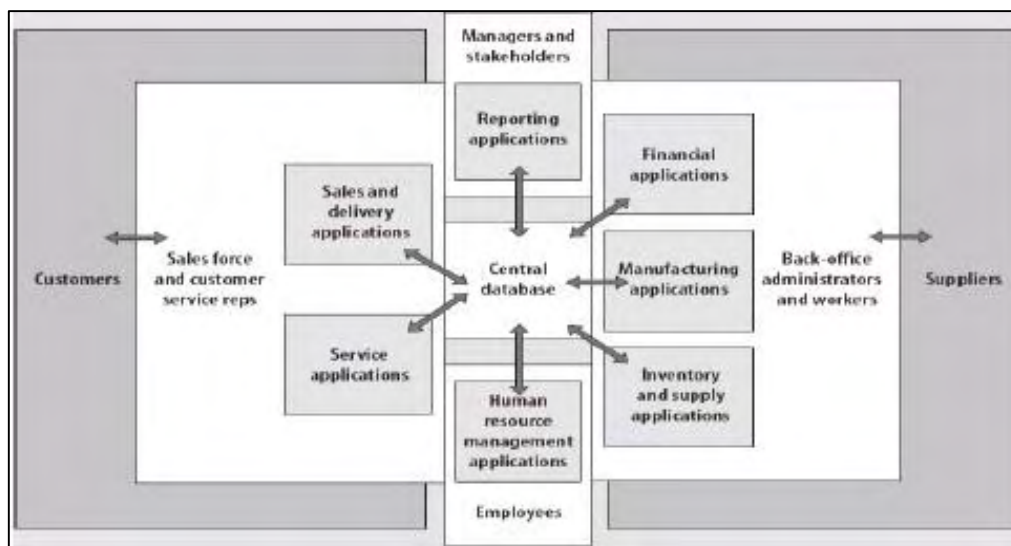 Managers and
stakeholders
Reporting
applications
Financial
applications
Sales and
delivery
applications
Customers
Sales force
and customer
service reps
Central
database
Manufacturing
applications
Back-office
administrators
and workers
Suppliers
Service
applications
Inventory
and supply
applications
Human
resource
management
applications
Employees